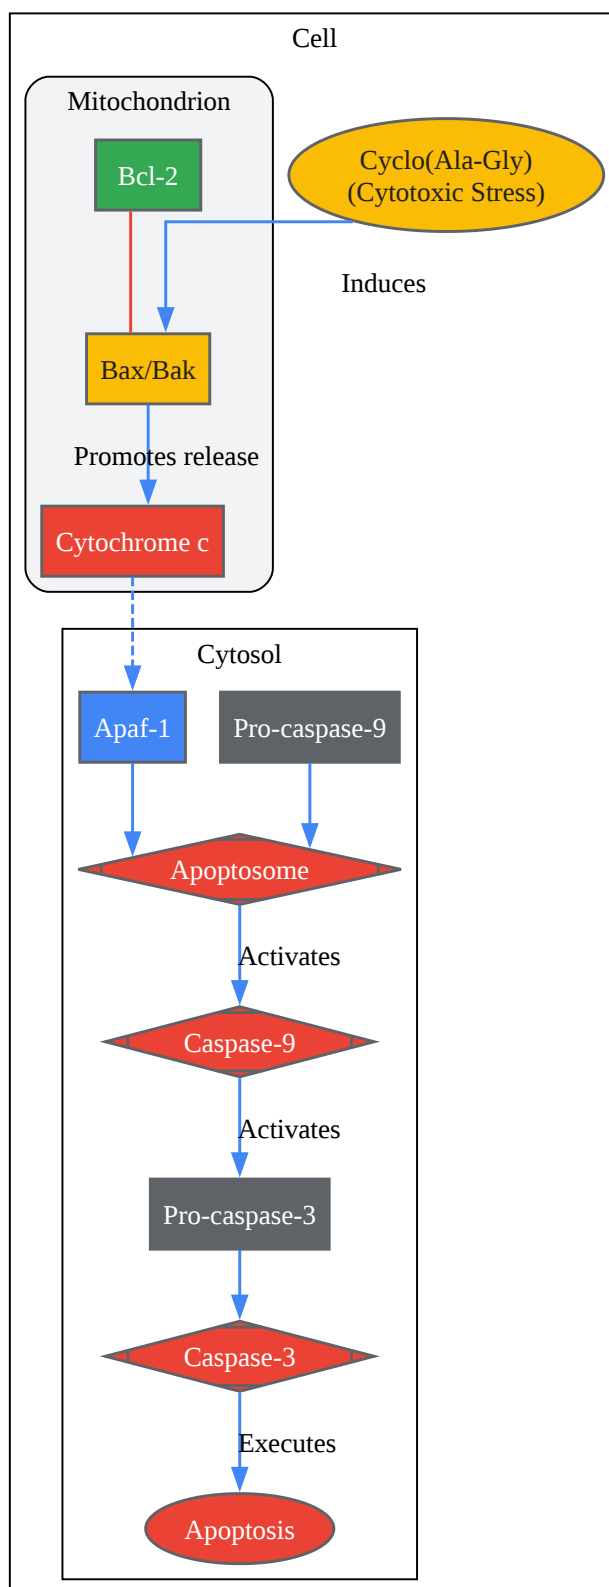 Cell
Mitochondrion
Bcl-2
Cyclo(Ala-Gly)
(Cytotoxic Stress)
Induces
Bax/Bak
Promotes release
Cytochrome c
Cytosol
Apaf-1
Pro-caspase-9
Apoptosome
Activates
Caspase-9
Activates
Pro-caspase-3
Caspase-3
Executes
Apoptosis